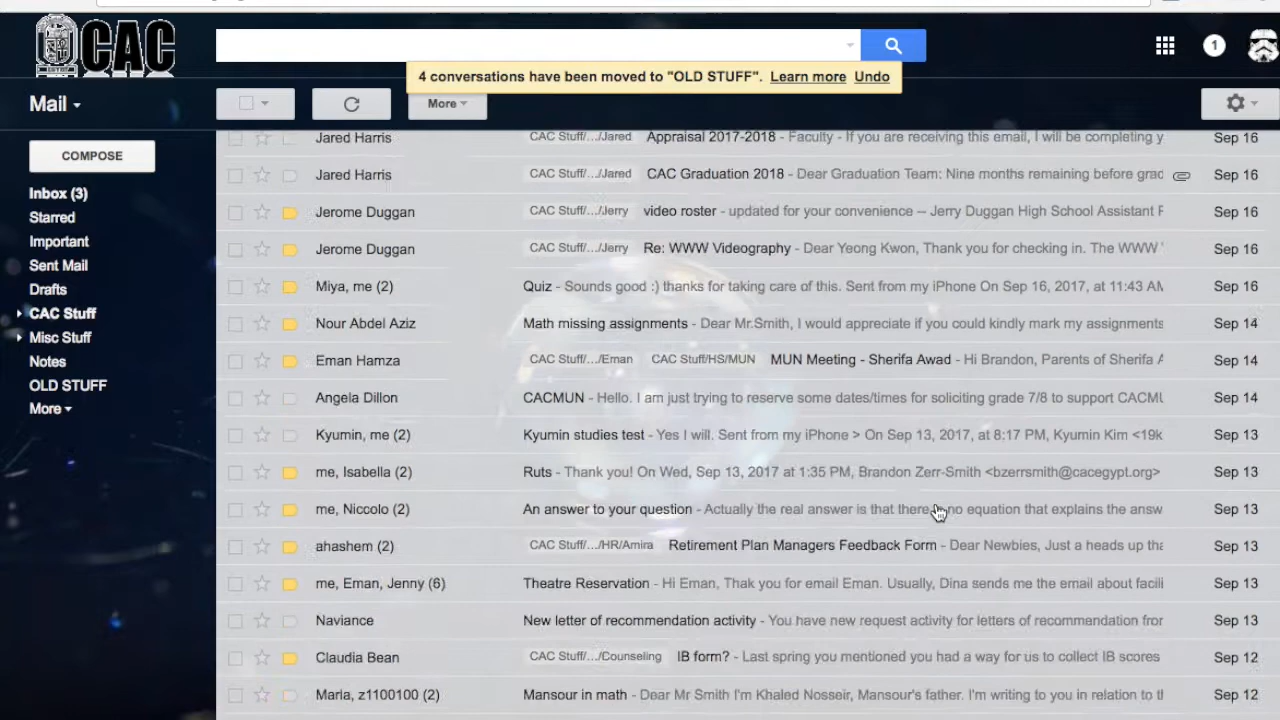 CAC
4 conversations have been moved to "OLD STUFF". Learn more Undo
1
Mail
More
COMPOSE
Inbox (3)
Starred
Important
Sent Mail
Drafts
CAC Stuff
Misc Stuff
Notes
OLD STUFF
More
Jared Harris CAC Stuff/.../Jared Appraisal 2017-2018 - Faculty - If you are receiving this email, I will be completing y Sep 16
Jared Harris CAC Stuff/.../Jared CAC Graduation 2018 - Dear Graduation Team: Nine months remaining before grad Sep 16
Jerome Duggan CAC Stuff/.../Jerry video roster - updated for your convenience -- Jerry Duggan High School Assistant Sep 16
Jerome Duggan CAC Stuff/.../Jerry Re: WWW Videography - Dear Yeong Kwon, Thank you for checking in. The WWW Sep 16
Miya, me (2) Quiz - Sounds good :) thanks for taking care of this. Sent from my iPhone On Sep 16, 2017, at 11:43 AM Sep 16
Nour Abdel Aziz Math missing assignments - Dear Mr.Smith, I would appreciate if you could kindly mark my assignments Sep 14
Eman Hamza CAC Stuff/.../Eman CAC Stuff/HS/MUN MUN Meeting - Sherifa Awad - Hi Brandon, Parents of Sherifa A Sep 14
Angela Dillon CACMUN - Hello. I am just trying to reserve some dates/times for soliciting grade 7/8 to support CACMU Sep 14
Kyumin, me (2) Kyumin studies test - Yes I will. Sent from my iPhone > On Sep 13, 2017, at 8:17 PM, Kyumin Kim <19k Sep 13
me, Isabella (2) Ruts - Thank you! On Wed, Sep 13, 2017 at 1:35 PM, Brandon Zerr-Smith <bzerrsmith@cacegypt.org> Sep 13
me, Niccolo (2) An answer to your question - Actually the real answer is that there no equation that explains the answ Sep 13
ahashem (2) CAC Stuff/.../HR/Amira Retirement Plan Managers Feedback Form - Dear Newbies, Just a heads up tha Sep 13
me, Eman, Jenny (6) Theatre Reservation - Hi Eman, Thak you for email Eman. Usually, Dina sends me the email about facili Sep 13
Naviance New letter of recommendation activity - You have new request activity for letters of recommendation fror Sep 13
Claudia Bean CAC Stuff/.../Counseling IB form? - Last spring you mentioned you had a way for us to collect IB scores Sep 12
Maria, z1100100 (2) Mansour in math - Dear Mr Smith I'm Khaled Nosseir, Mansour's father. I'm writing to you in relation to th Sep 12